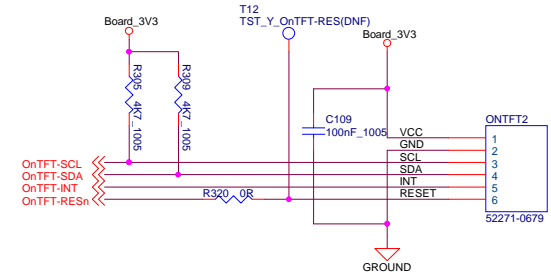 T12
TST_Y_OnTFT-RES(DNF)
Board_3V3
Board_3V3
R305
4K7_1005
R309
4K7_1005
C109
100nF_1005
ONTFT2
VCC
1
GND
2
OnTFT-SCL
SCL
3
OnTFT-SDA
SDA
4
OnTFT-INT
INT
5
OnTFT-RESn
R320
0R
RESET
6
52271-0679
GROUND